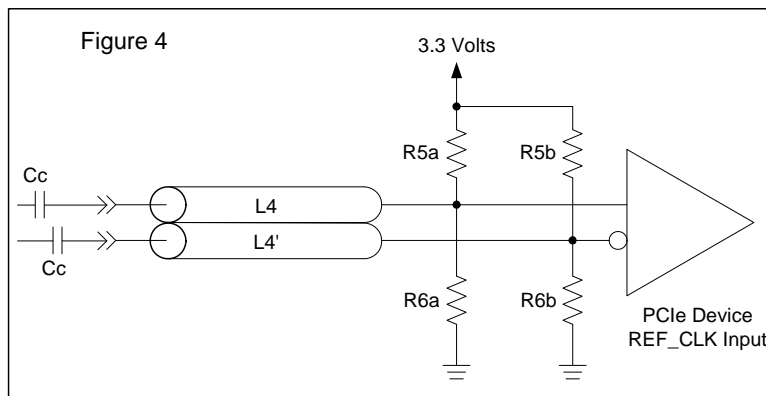 Figure 4
3.3 Volts
R5a
R5b
Cc
L4
L4'
Cc
R6a
R6b
PCIe Device
REF_CLK Input